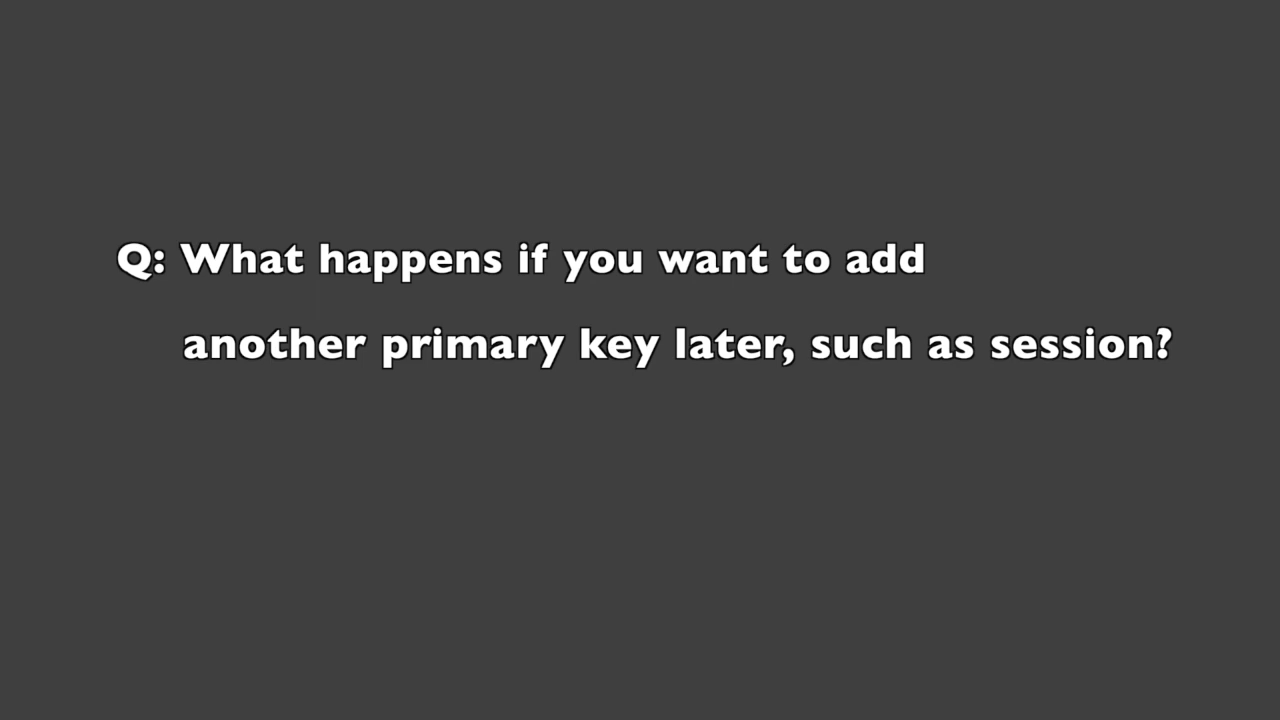 Q: What happens if you want to add
another primary key later, such as session?